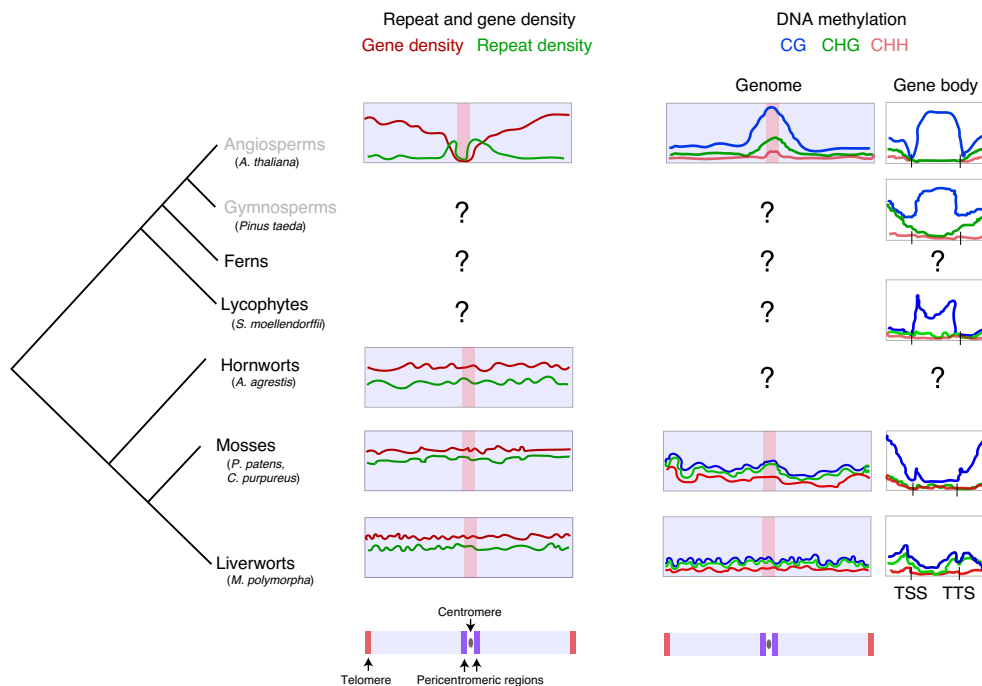 Repeat and gene density
DNA methylation
Gene density Repeat density
CG CHG CHH
Genome
Gene body
Angiosperms
(A. thaliana)
Gymnosperms
(Pinus taeda)
?
?
Ferns
?
?
?
Lycophytes
(S. moellendorffii)
?
?
Hornworts
(A. agrestis)
?
?
Mosses
(P. patens,
C. purpureus)
Liverworts
(M. polymorpha)
TSS
TTS
Centromere
Telomere
Pericentromeric regions